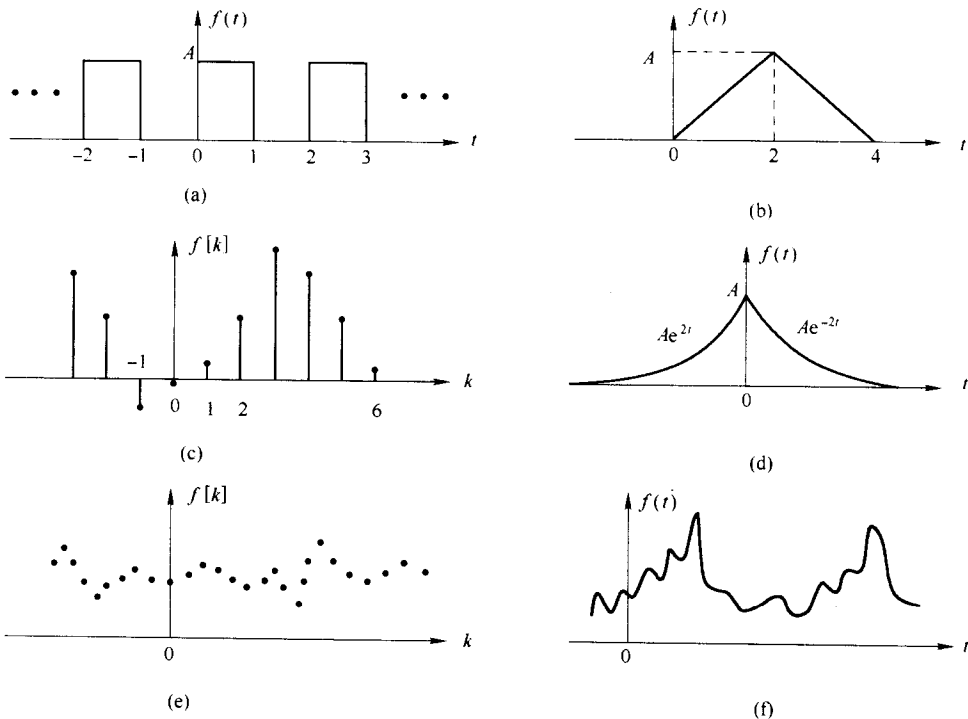 f(t)
A
• • •
• • •
-2 -1 0 1 2 3 t
(a)
f(t)
A
0 2 4 t
(b)
f[k]
-1
0 1 2 6 k
(c)
f(t)
A
Ae^{2t} Ae^{-2t}
0 t
(d)
f[k]
0 k
(e)
f(t)
0 t
(f)